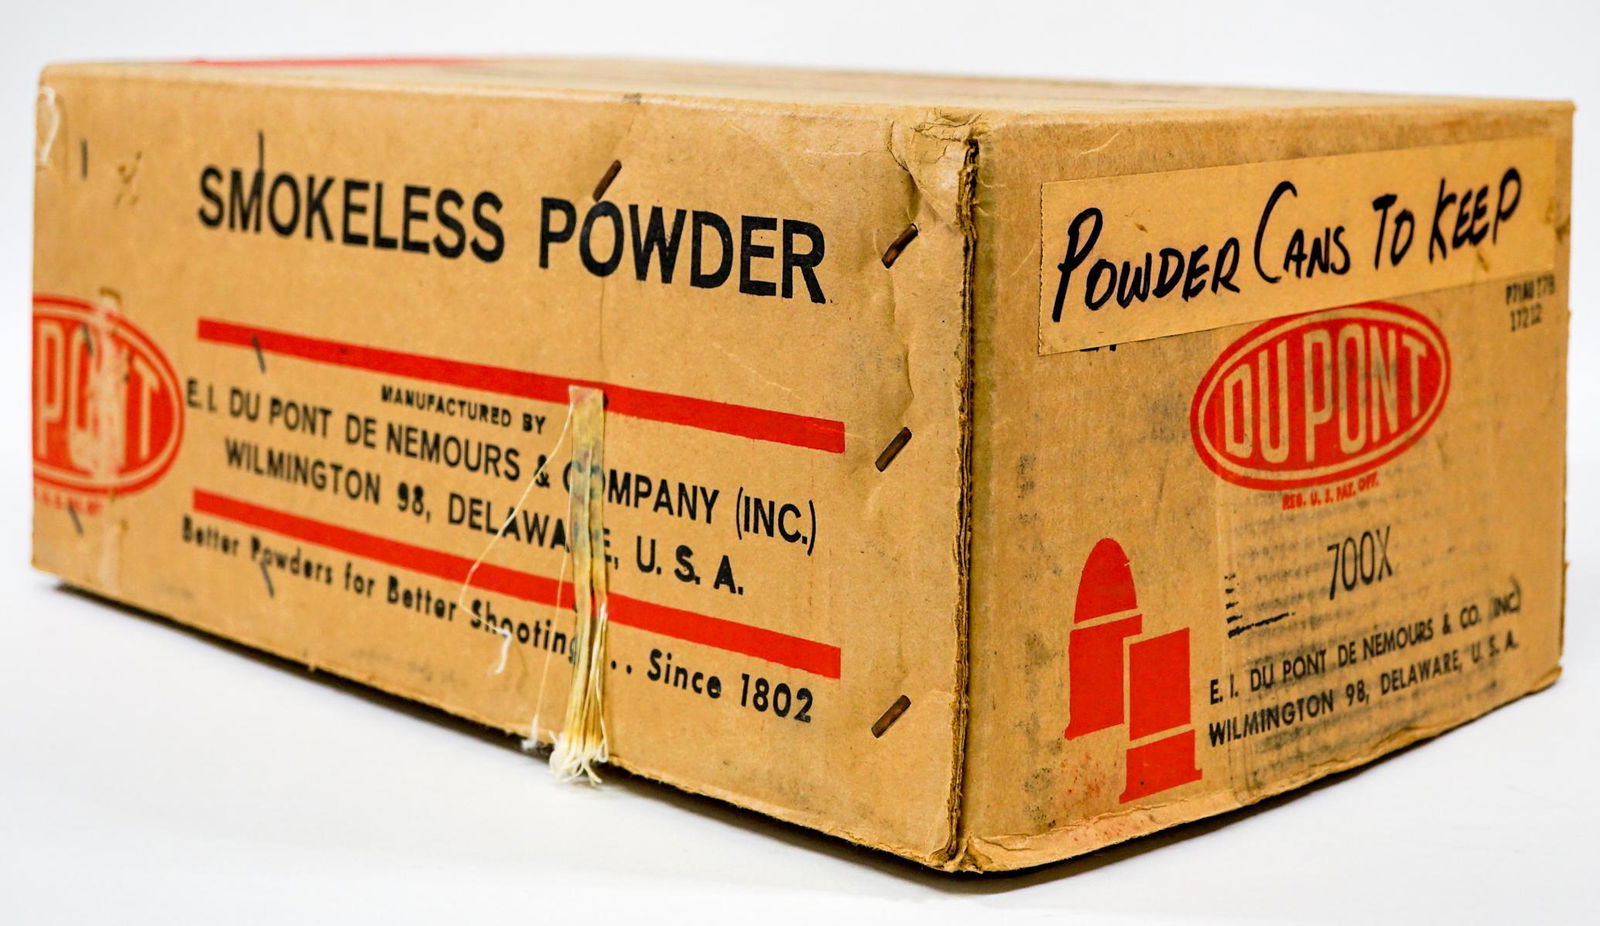 SMOKELESS POWDER
PONT
MANUFACTURED BY
E. I. DU PONT DE NEMOURS & COMPANY (INC.)
WILMINGTON 98, DELAWARE, U. S. A.
Better Powders for Better Shooting . . . Since 1802
POWDER CANS TO KEEP
17212
DU PONT
REG. U. S. PAT. OFF.
700X
E. I. DU PONT DE NEMOURS & CO. (INC)
WILMINGTON 98, DELAWARE, U. S. A.